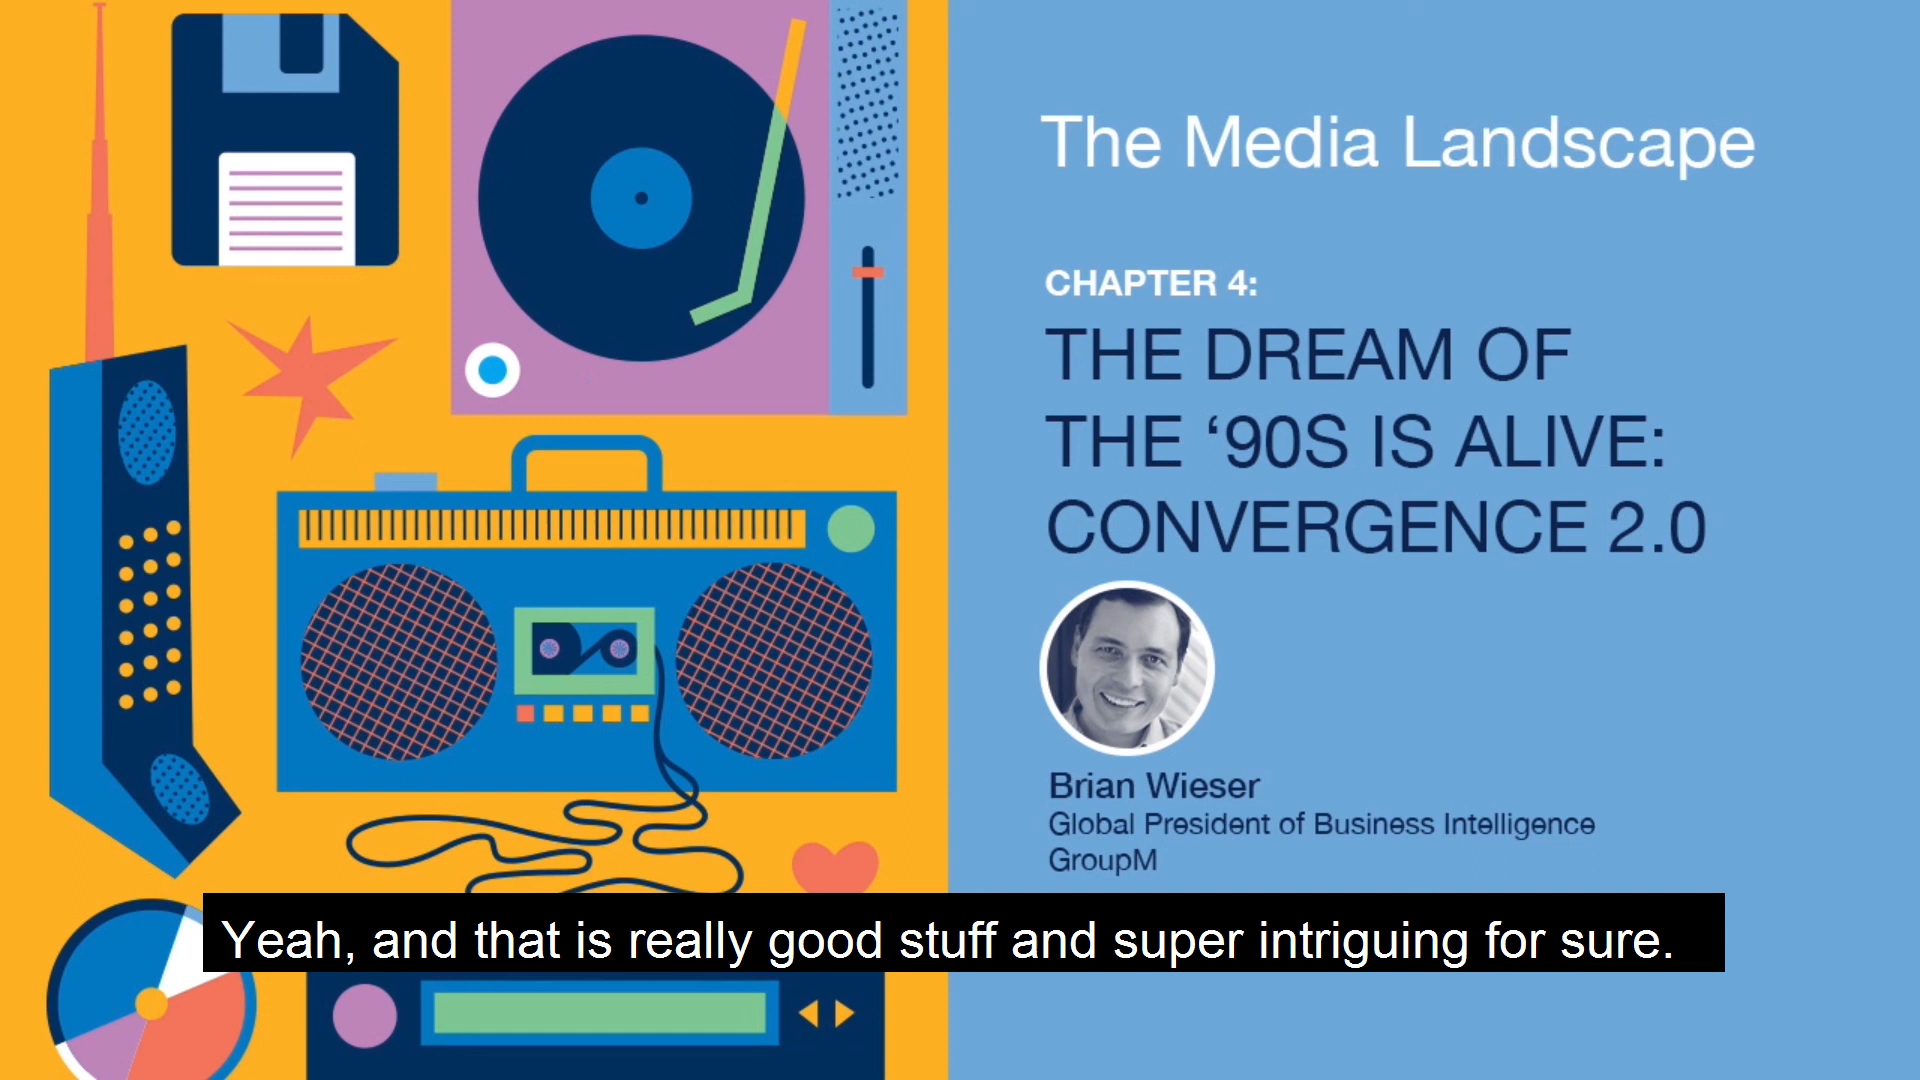 The Media Landscape
CHAPTER 4:
THE DREAM OF
THE ‘90S IS ALIVE:
CONVERGENCE 2.0
Brian Wieser
Global President of Business Intelligence
GroupM
Yeah, and that is really good stuff and super intriguing for sure.